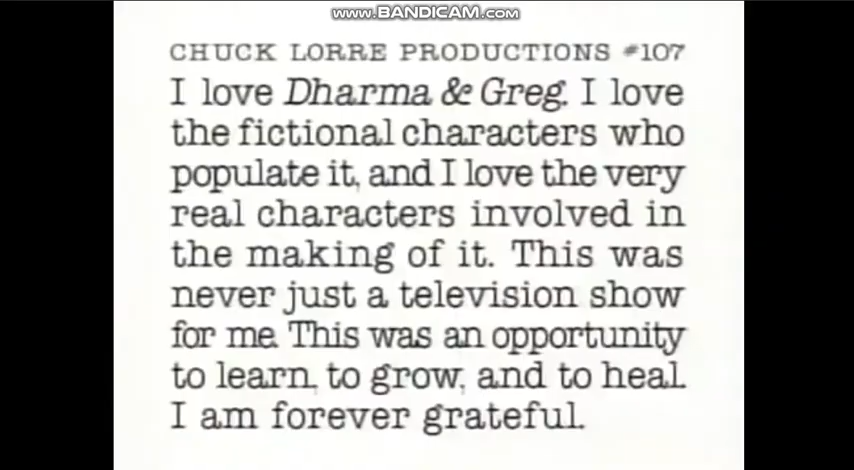 www.BANDICAM.com
CHUCK LORRE PRODUCTIONS #107
I love Dharma & Greg. I love
the fictional characters who
populate it, and I love the very
real characters involved in
the making of it. This was
never just a television show
for me. This was an opportunity
to learn, to grow, and to heal.
I am forever grateful.